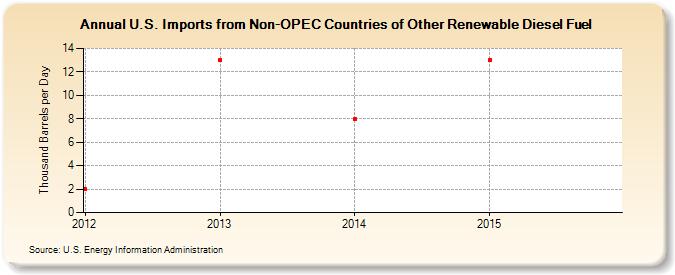 Annual U.S. Imports from Non-OPEC Countries of Other Renewable Diesel Fuel
Thousand Barrels per Day
14
12
10
8
6
4
2
0
2012 2013 2014 2015
Source: U.S. Energy Information Administration